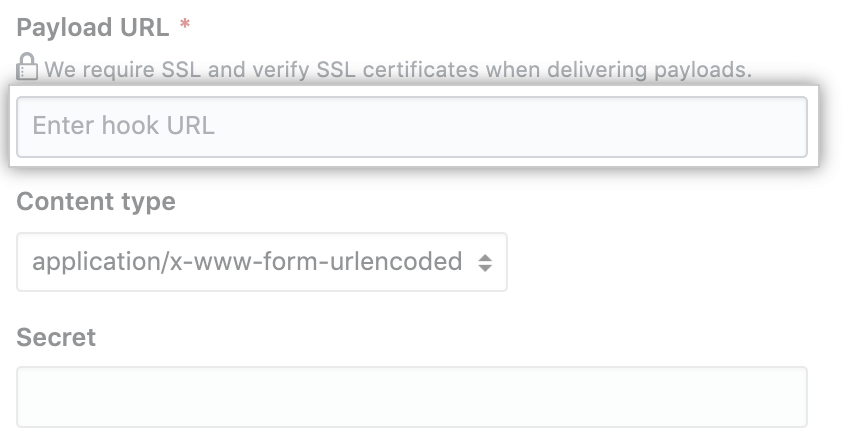 Payload URL *
We require SSL and verify SSL certificates when delivering payloads.
Enter hook URL
Content type
application/x-www-form-urlencoded
Secret